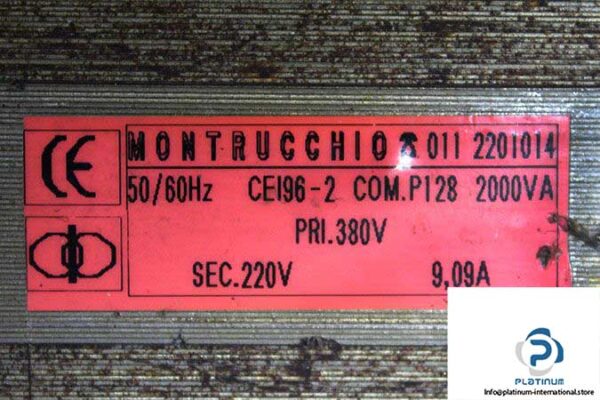 CE
MONTRUCCHIO ☎ 011 2201014
50/60Hz CEI96-2 COM.P128 2000VA
PRI.380V
SEC.220V 9,09A
PLATINUM
info@platinum-international.store